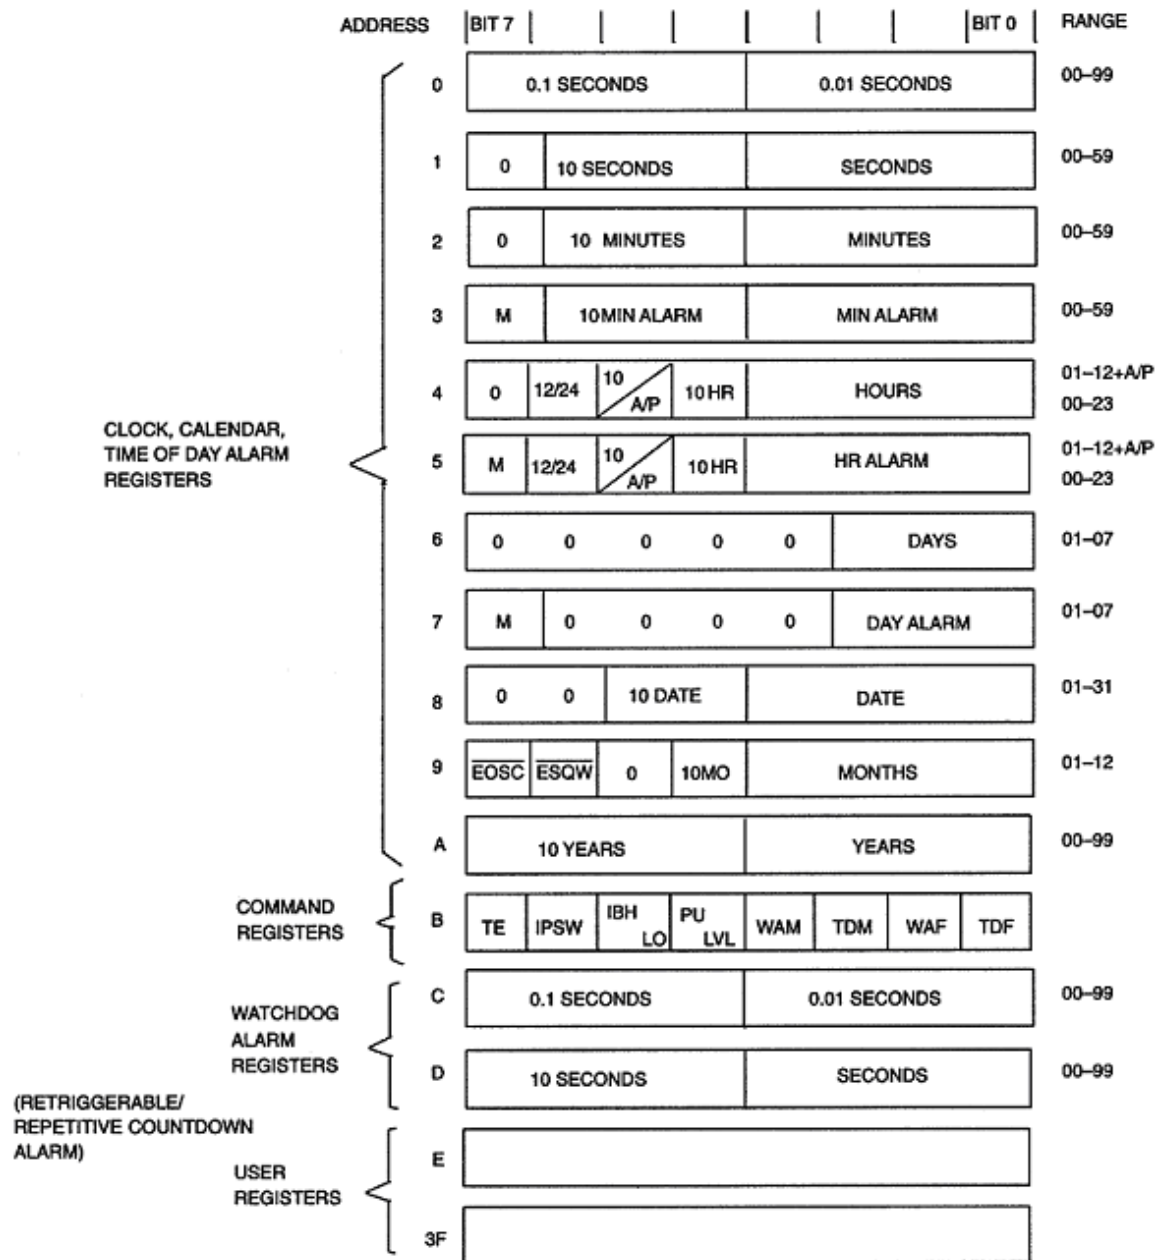 ADDRESS BIT 7 BIT 0 RANGE
0 0.1 SECONDS 0.01 SECONDS 00–99
1 0 10 SECONDS SECONDS 00–59
2 0 10 MINUTES MINUTES 00–59
3 M 10 MIN ALARM MIN ALARM 00–59
4 0 12/24 10 A/P 10 HR HOURS 01–12+A/P
00–23
CLOCK, CALENDAR,
TIME OF DAY ALARM
REGISTERS
5 M 12/24 10 A/P 10 HR HR ALARM 01–12+A/P
00–23
6 0 0 0 0 0 DAYS 01–07
7 M 0 0 0 0 DAY ALARM 01–07
8 0 0 10 DATE DATE 01–31
9 EOSC ESQW 0 10MO MONTHS 01–12
A 10 YEARS YEARS 00–99
COMMAND
REGISTERS
B TE IPSW IBH LO PU LVL WAM TDM WAF TDF
C 0.1 SECONDS 0.01 SECONDS 00–99
WATCHDOG
ALARM
REGISTERS
D 10 SECONDS SECONDS 00–99
(RETRIGGERABLE/
REPETITIVE COUNTDOWN
ALARM)
E
USER
REGISTERS
3F